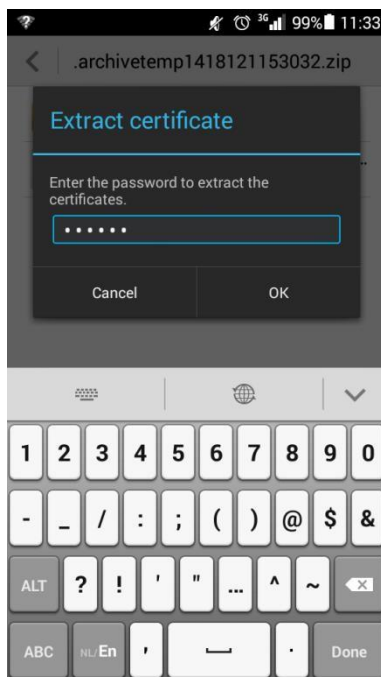 3G 99% 11:33
.archivetemp1418121153032.zip
Extract certificate
Enter the password to extract the
certificates.
••••••
Cancel OK
1 2 3 4 5 6 7 8 9 0
- _ / : ; ( ) @ $ &
ALT ? ! ' " ... ^ ~
ABC NL/En , . Done